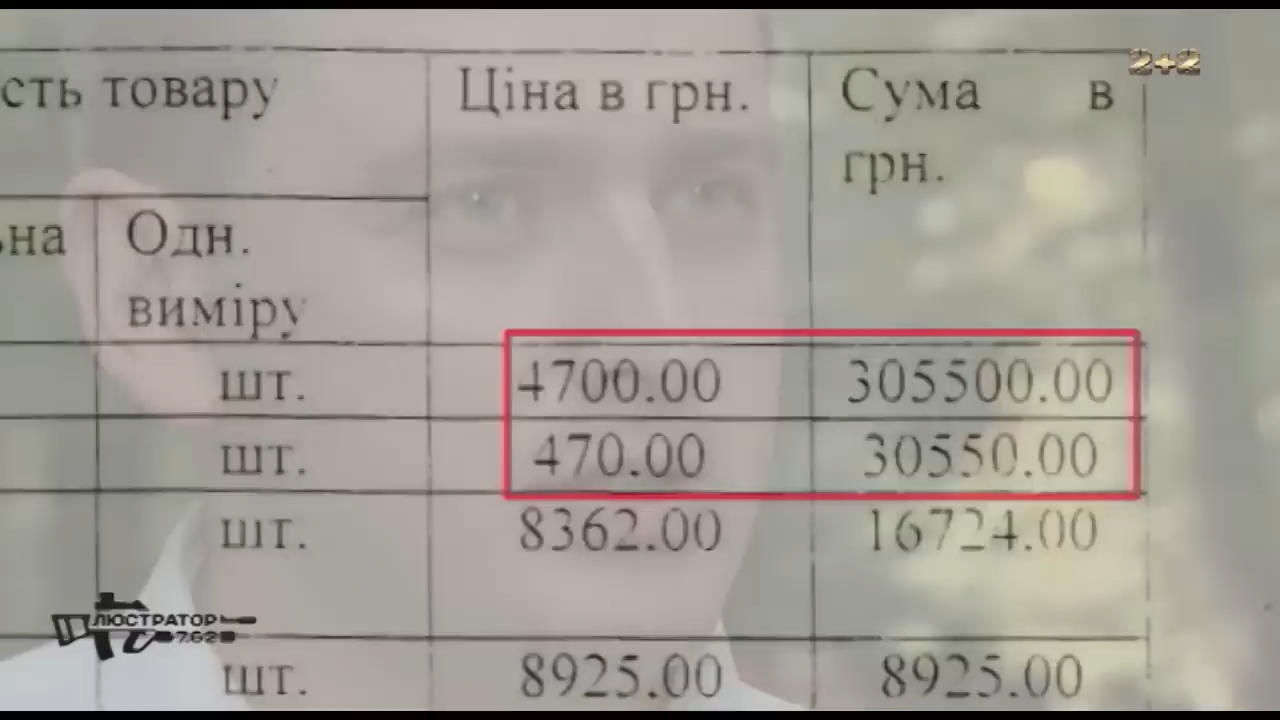 2+2
сть товару
Ціна в грн.
Сума в
грн.
ьна
Одн.
виміру
шт. 4700.00 305500.00
шт. 470.00 30550.00
шт. 8362.00 16724.00
шт. 8925.00 8925.00
ЛЮСТРАТОР
7.62